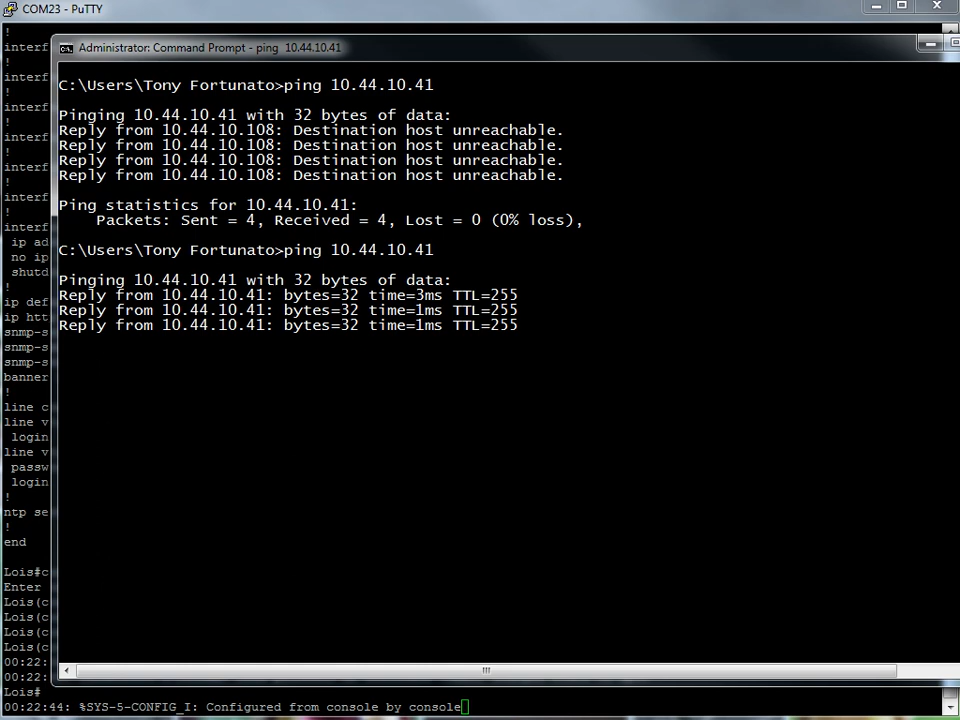 COM23 - PuTTY
!
interf
!
interf
!
interf
!
interf
!
interf
!
interf
!
interf
ip ad
no ip
shutd
!
ip def
ip htt
snmp-s
snmp-s
snmp-s
banner
!
line c
line v
login
line v
passw
login
!
ntp se
!
end
Lois#c
Enter
Lois(c
Lois(c
Lois(c
Lois(c
00:22:
00:22:
Lois#
00:22:44: %SYS-5-CONFIG_I: Configured from console by console
Administrator: Command Prompt - ping 10.44.10.41
C:\Users\Tony Fortunato>ping 10.44.10.41
Pinging 10.44.10.41 with 32 bytes of data:
Reply from 10.44.10.108: Destination host unreachable.
Reply from 10.44.10.108: Destination host unreachable.
Reply from 10.44.10.108: Destination host unreachable.
Reply from 10.44.10.108: Destination host unreachable.
Ping statistics for 10.44.10.41:
Packets: Sent = 4, Received = 4, Lost = 0 (0% loss),
C:\Users\Tony Fortunato>ping 10.44.10.41
Pinging 10.44.10.41 with 32 bytes of data:
Reply from 10.44.10.41: bytes=32 time=3ms TTL=255
Reply from 10.44.10.41: bytes=32 time=1ms TTL=255
Reply from 10.44.10.41: bytes=32 time=1ms TTL=255